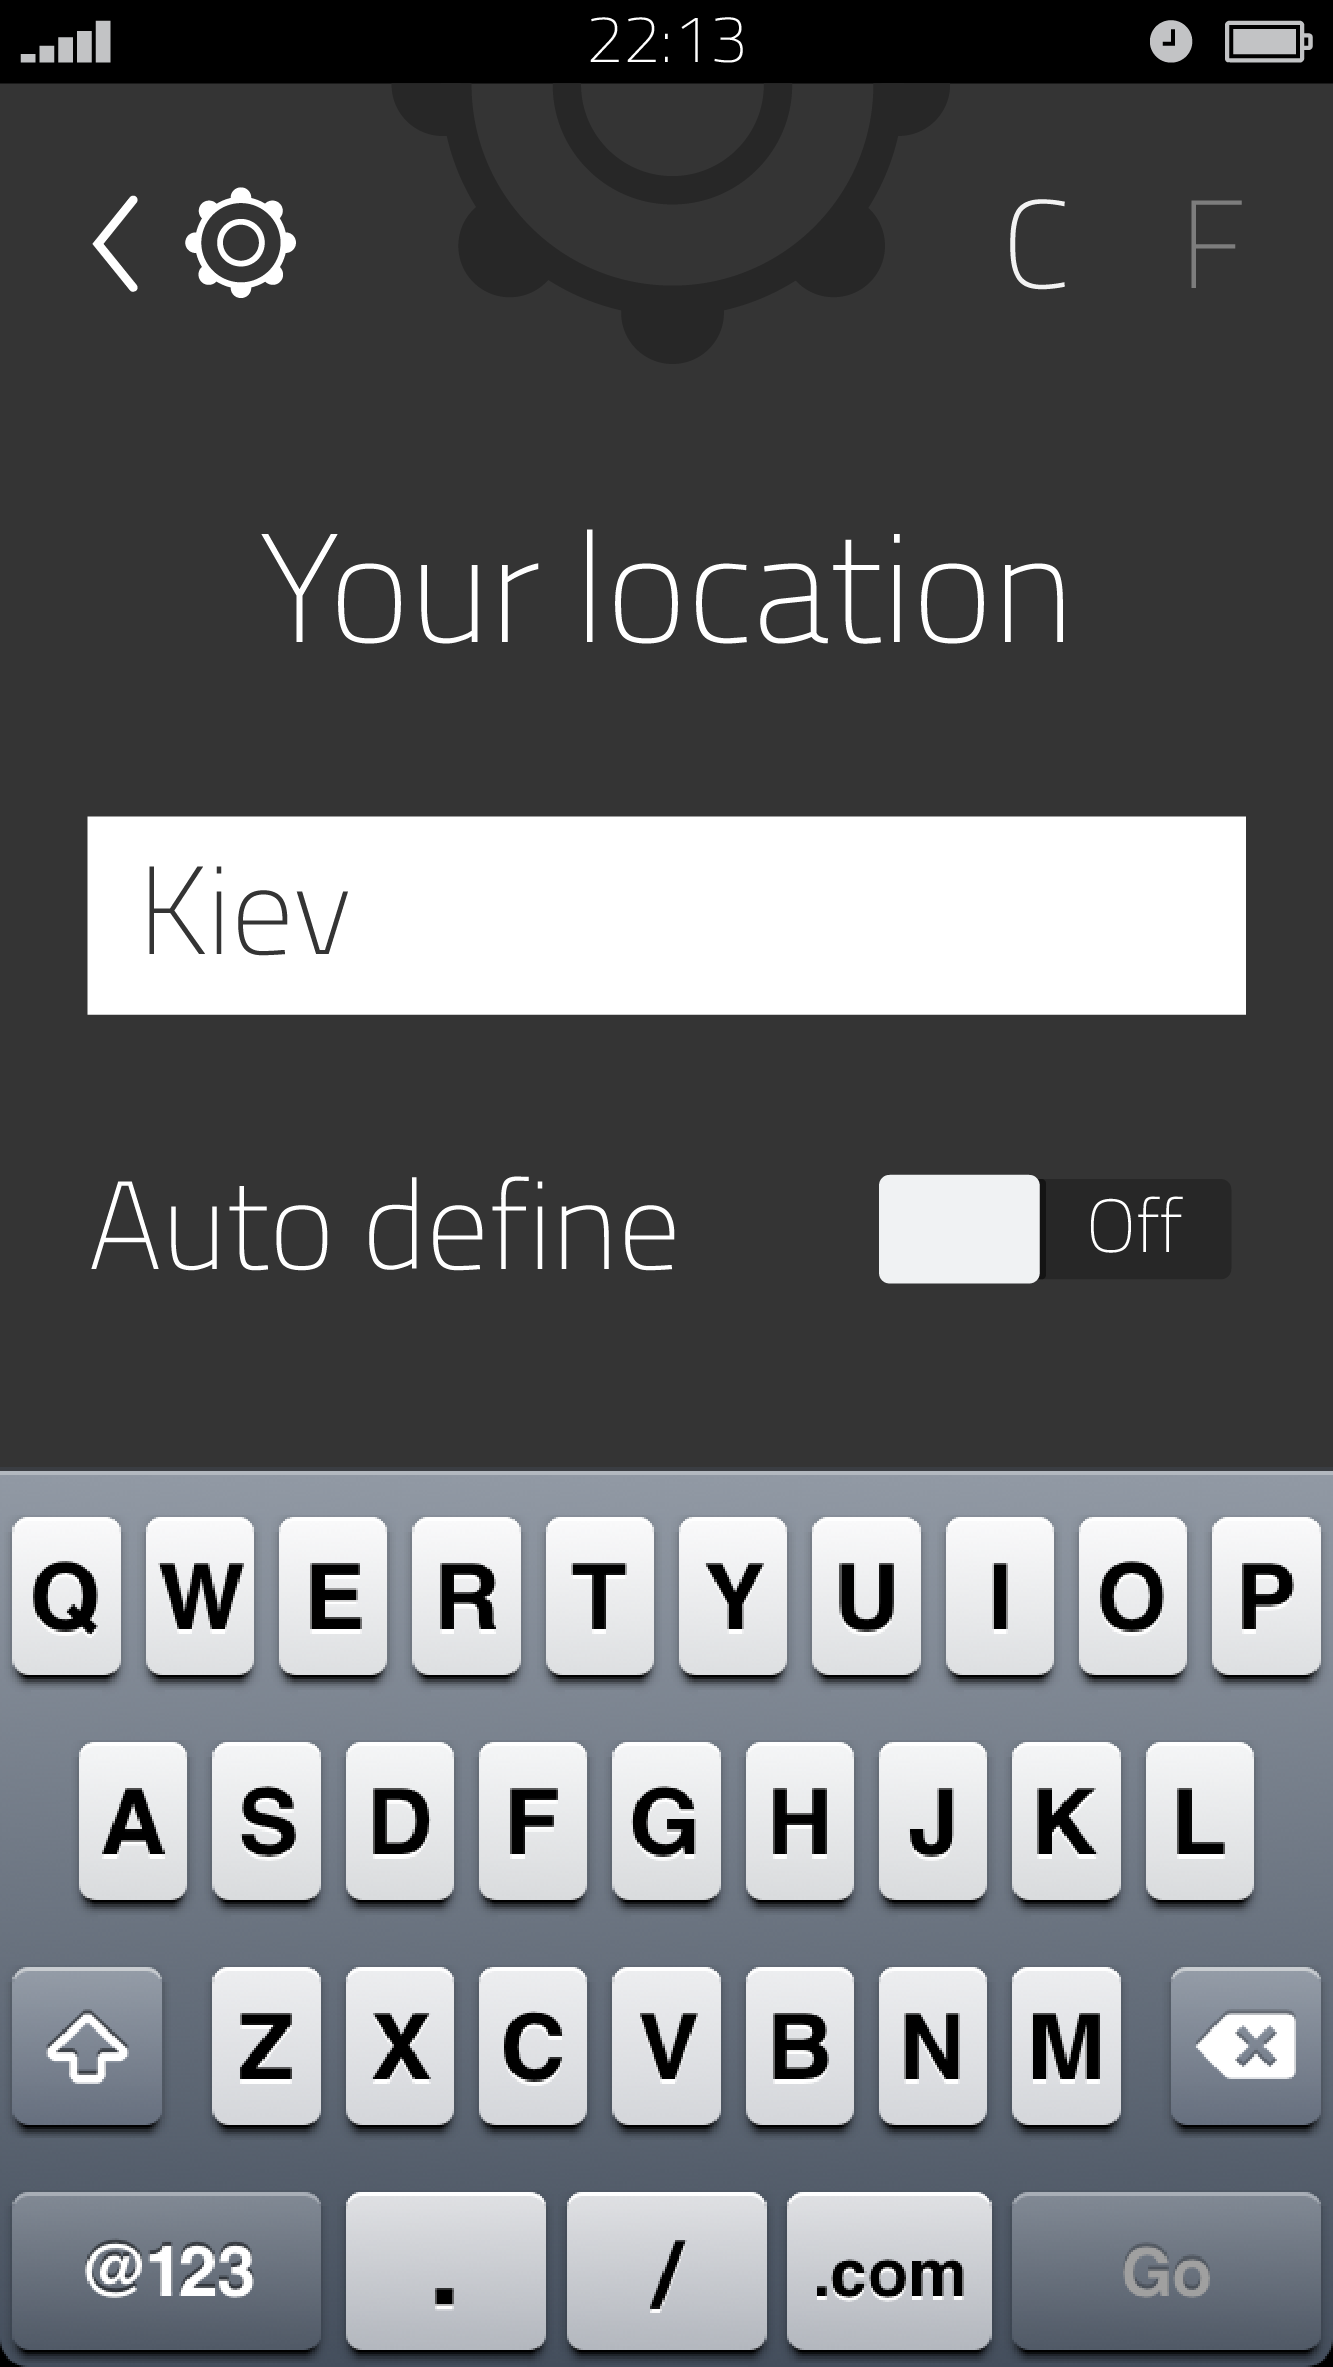 22:13
C F
Your location
Kiev
Auto define Off
Q W E R T Y U I O P
A S D F G H J K L
Z X C V B N M
@123 . / .com Go